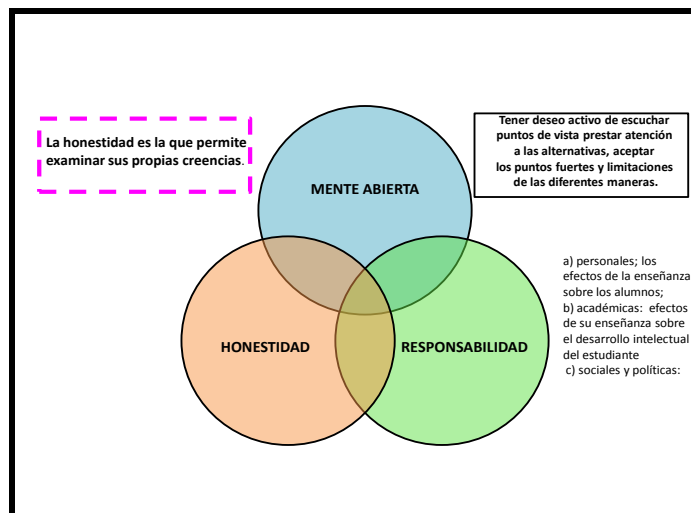 La honestidad es la que permite
examinar sus propias creencias.
Tener deseo activo de escuchar
puntos de vista prestar atención
a las alternativas, aceptar
los puntos fuertes y limitaciones
de las diferentes maneras.
MENTE ABIERTA
HONESTIDAD
RESPONSABILIDAD
a) personales; los
efectos de la enseñanza
sobre los alumnos;
b) académicas: efectos
de su enseñanza sobre
el desarrollo intelectual
del estudiante
c) sociales y políticas: